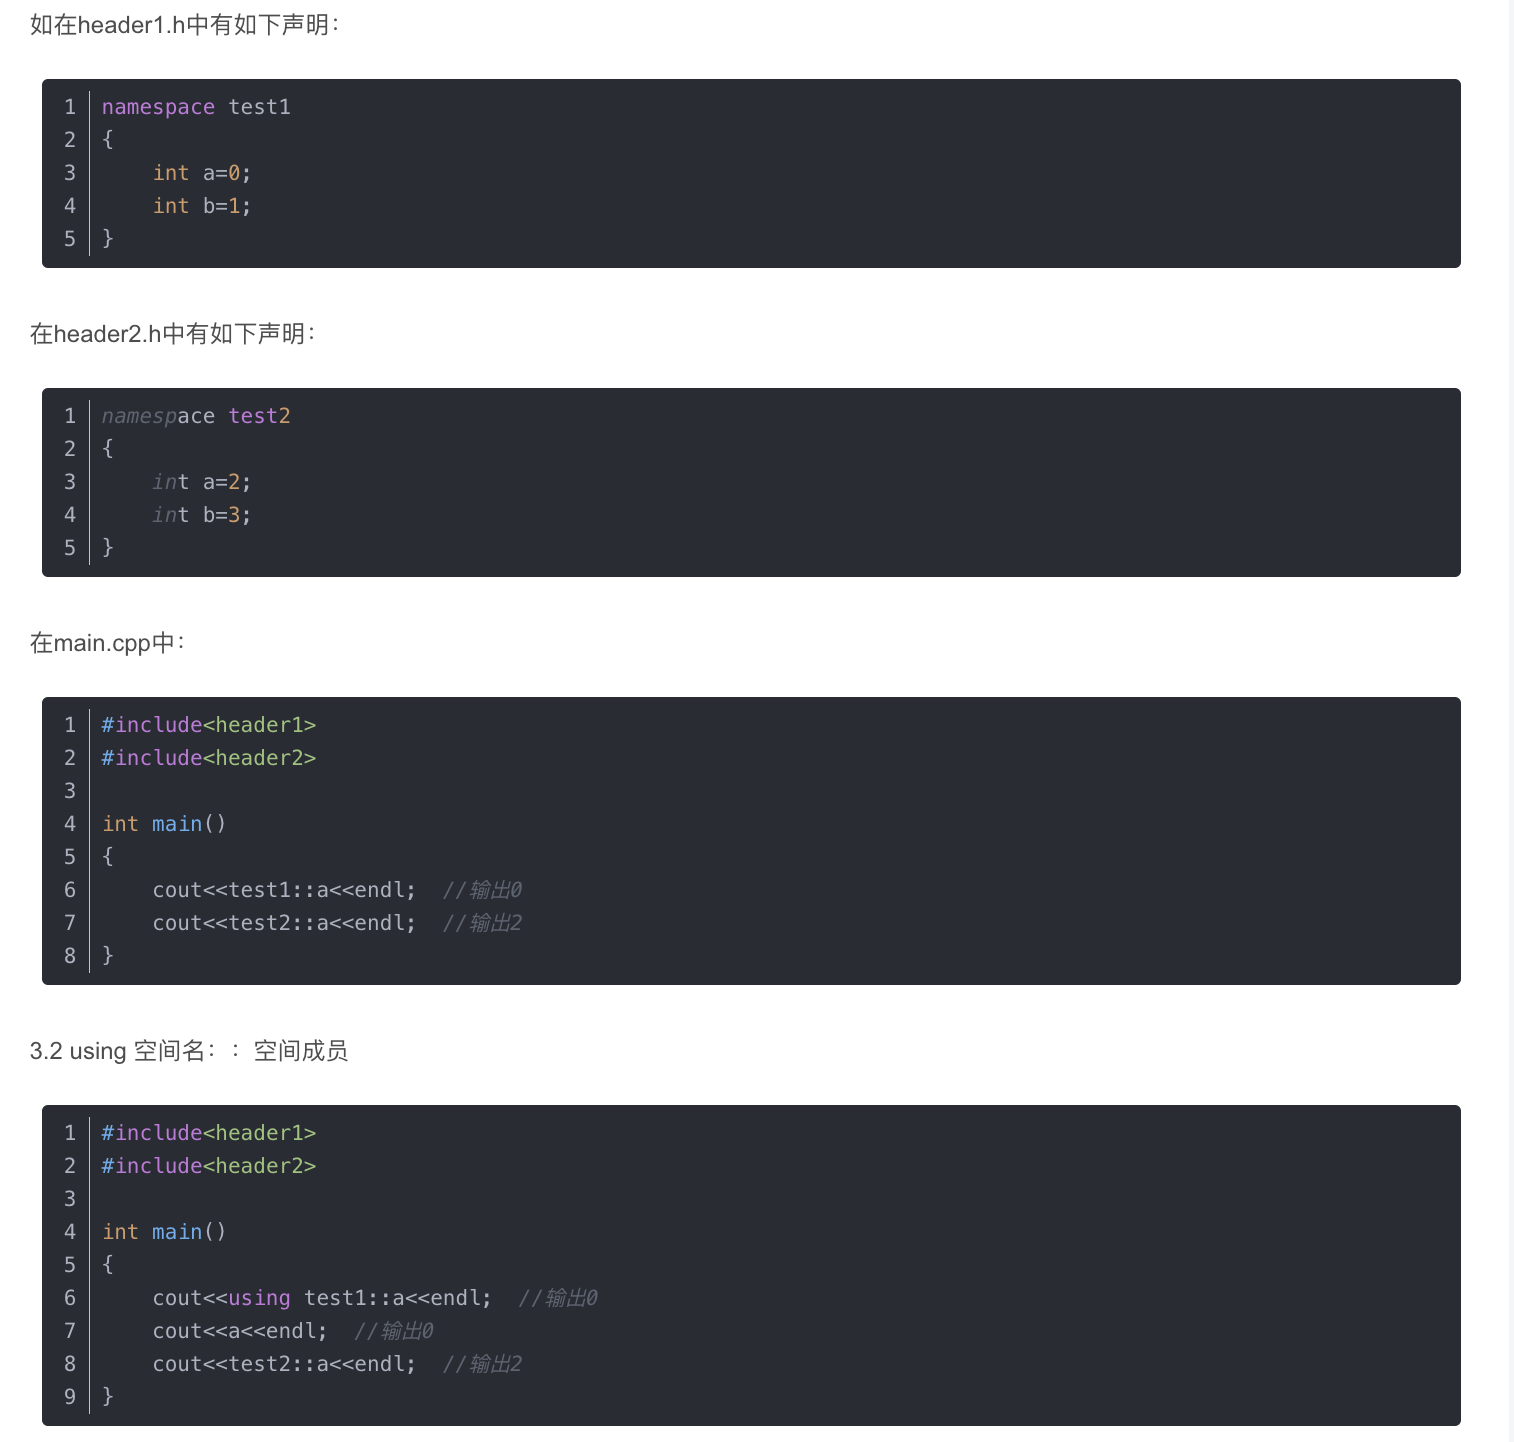 如在header1.h中有如下声明：
1 namespace test1
2 {
3     int a=0;
4     int b=1;
5 }
在header2.h中有如下声明：
1 namespace test2
2 {
3     int a=2;
4     int b=3;
5 }
在main.cpp中：
1 #include<header1>
2 #include<header2>
3
4 int main()
5 {
6     cout<<test1::a<<endl;  //输出0
7     cout<<test2::a<<endl;  //输出2
8 }
3.2 using 空间名：：空间成员
1 #include<header1>
2 #include<header2>
3
4 int main()
5 {
6     cout<<using test1::a<<endl;  //输出0
7     cout<<a<<endl;  //输出0
8     cout<<test2::a<<endl;  //输出2
9 }